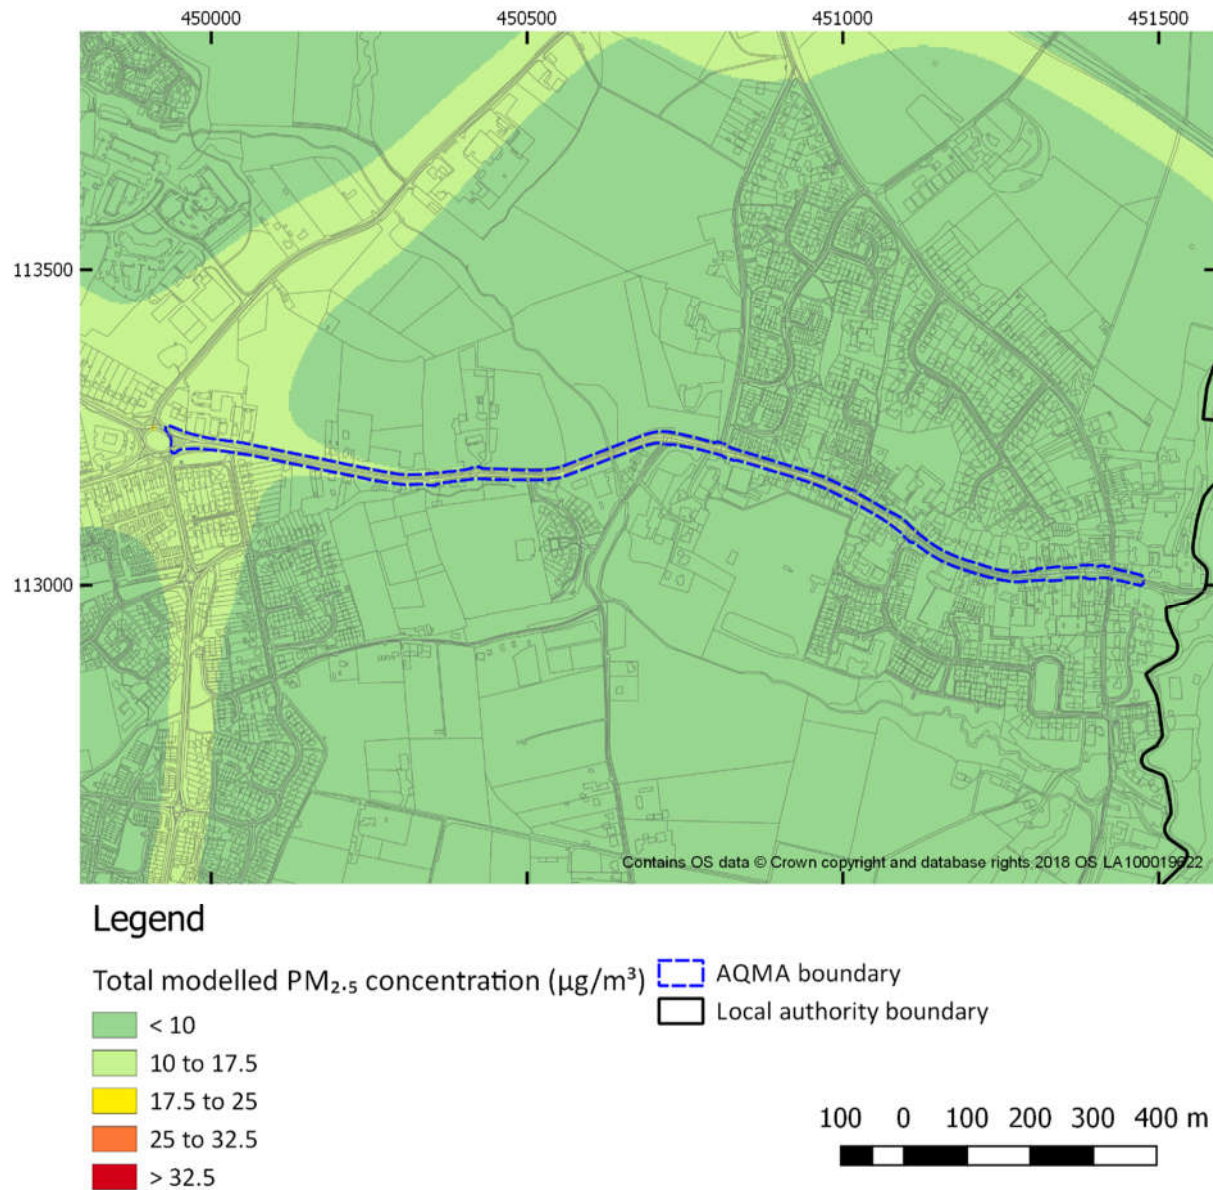 450000 450500 451000 451500
113500
113000
Contains OS data © Crown copyright and database rights 2018 OS LA100019622
Legend
Total modelled PM₂.₅ concentration (µg/m³)
< 10
10 to 17.5
17.5 to 25
25 to 32.5
> 32.5
AQMA boundary
Local authority boundary
100 0 100 200 300 400 m